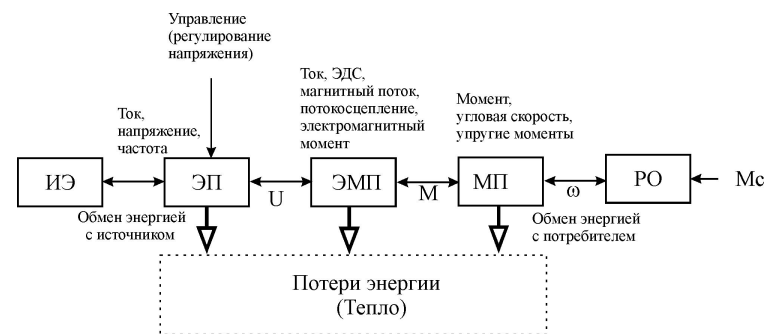 Управление
(регулирование
напряжения)
Ток, ЭДС,
магнитный поток,
потокосцепление,
электромагнитный
момент
Ток,
напряжение,
частота
Момент,
угловая скорость,
упругие моменты
ИЭ
ЭП
U
ЭМП
М
МП
ω
РО
Мс
Обмен энергией
с источником
Обмен энергией
с потребителем
Потери энергии
(Тепло)